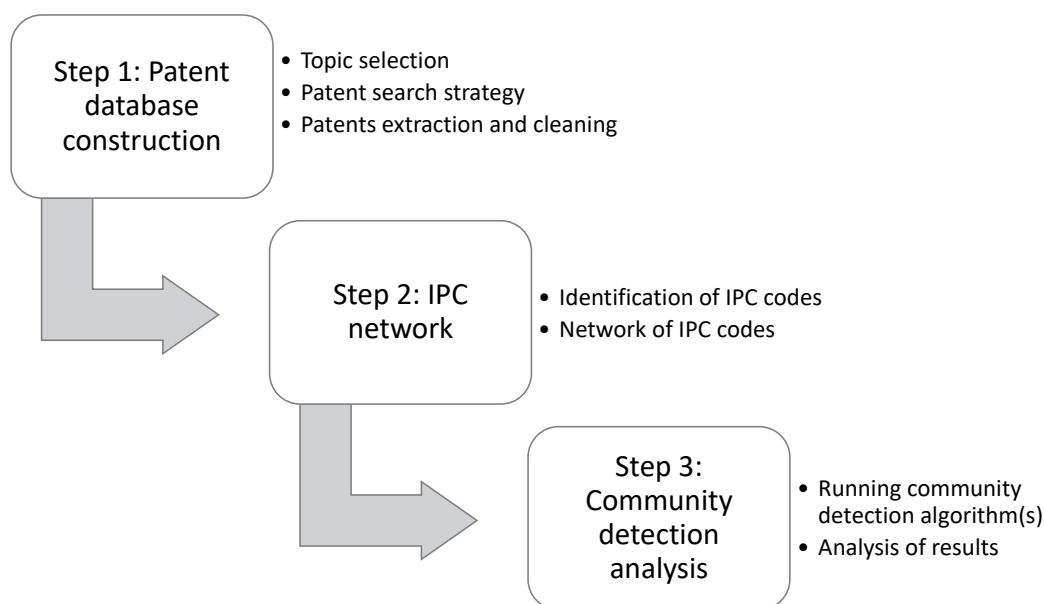 Step 1: Patent
database
construction
• Topic selection
• Patent search strategy
• Patents extraction and cleaning
Step 2: IPC
network
• Identification of IPC codes
• Network of IPC codes
Step 3:
Community
detection
analysis
• Running community
detection algorithm(s)
• Analysis of results